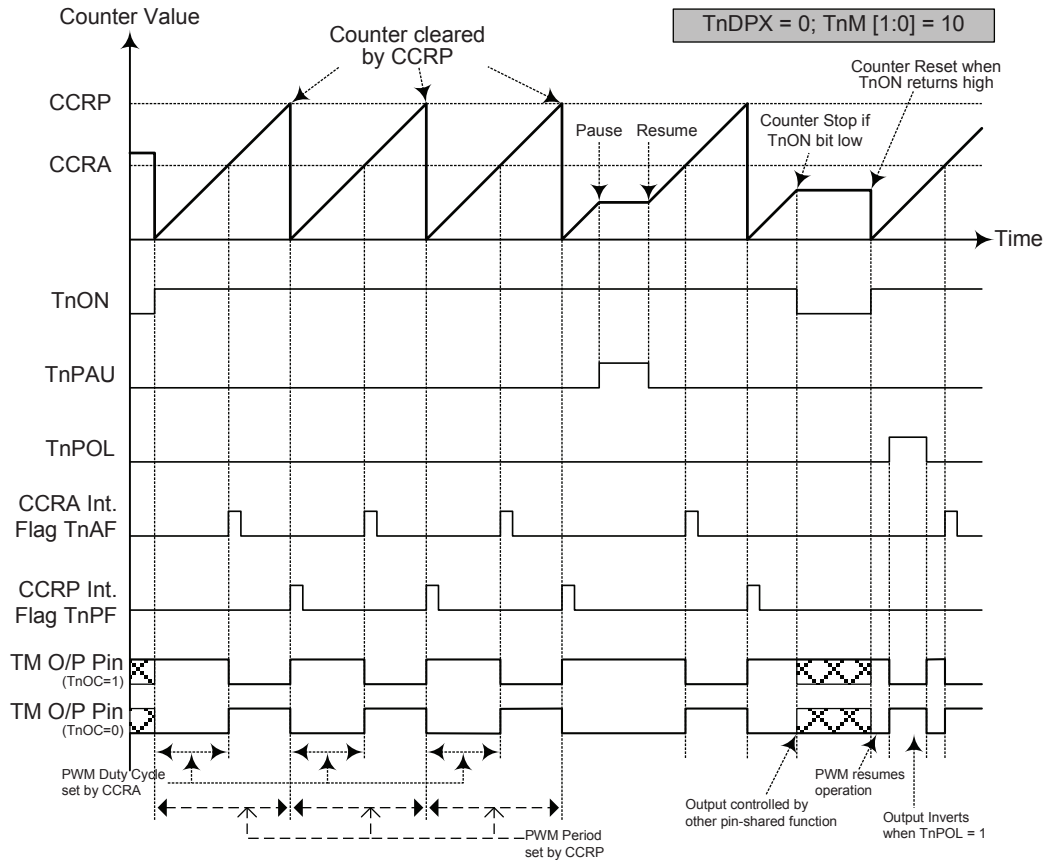 Counter Value
TnDPX = 0; TnM [1:0] = 10
Counter cleared
by CCRP
Counter Reset when
TnON returns high
CCRP
Counter Stop if
TnON bit low
Pause
Resume
CCRA
Time
TnON
TnPAU
TnPOL
CCRA Int.
Flag TnAF
CCRP Int.
Flag TnPF
TM O/P Pin
(TnOC=1)
TM O/P Pin
(TnOC=0)
PWM Duty Cycle
set by CCRA
PWM resumes
operation
Output controlled by
other pin-shared function
Output Inverts
when TnPOL = 1
PWM Period
set by CCRP